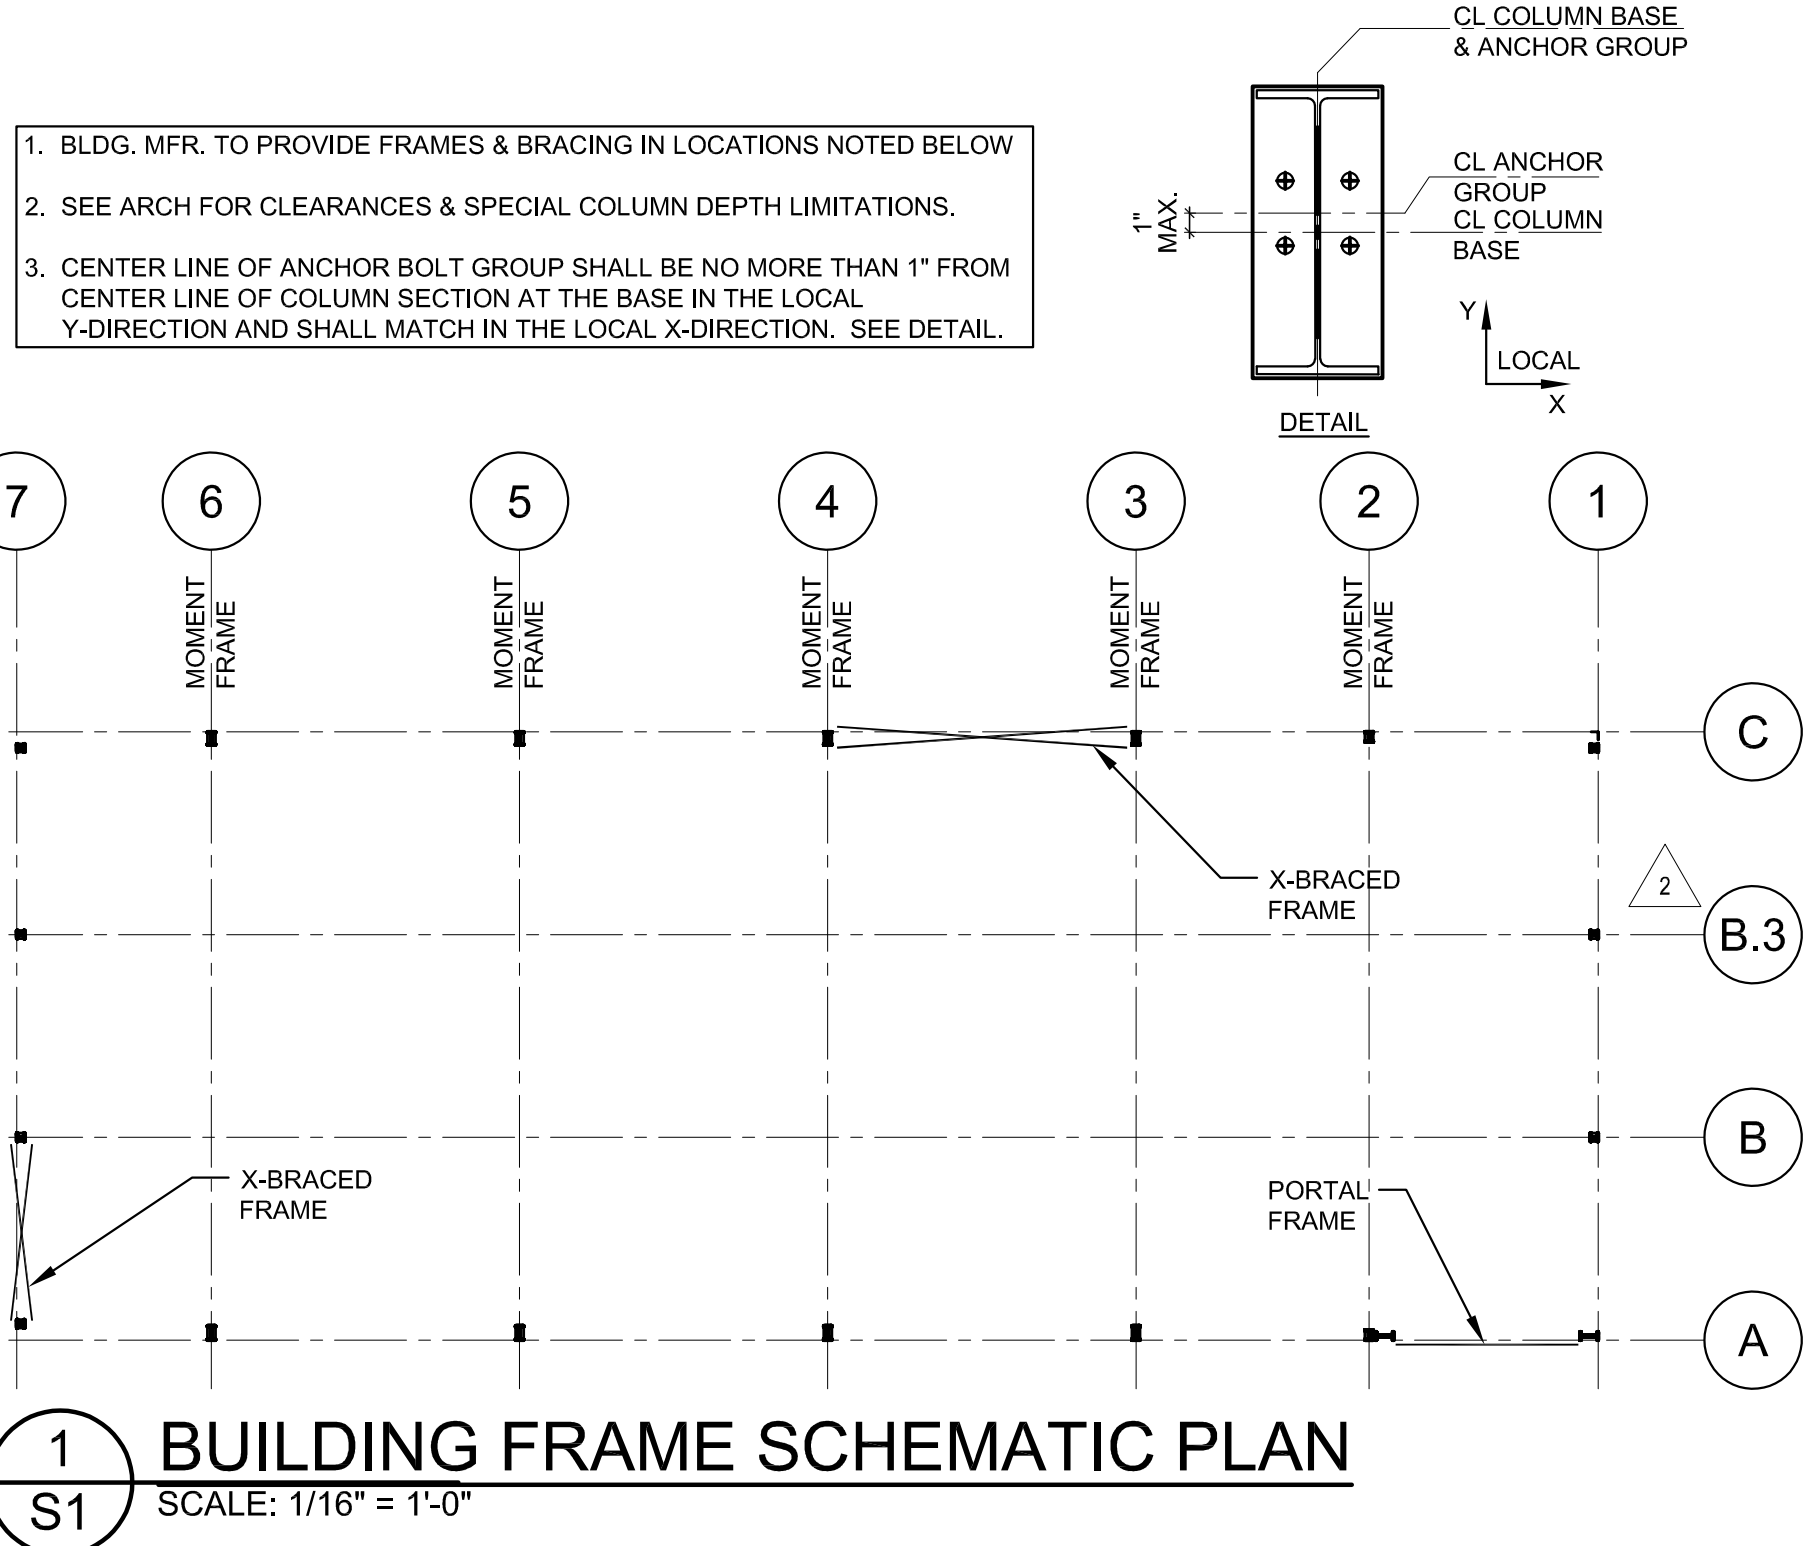 CL COLUMN BASE
& ANCHOR GROUP
1. BLDG. MFR. TO PROVIDE FRAMES & BRACING IN LOCATIONS NOTED BELOW
2. SEE ARCH FOR CLEARANCES & SPECIAL COLUMN DEPTH LIMITATIONS.
3. CENTER LINE OF ANCHOR BOLT GROUP SHALL BE NO MORE THAN 1" FROM
CENTER LINE OF COLUMN SECTION AT THE BASE IN THE LOCAL
Y-DIRECTION AND SHALL MATCH IN THE LOCAL X-DIRECTION. SEE DETAIL.
1"
MAX.
CL ANCHOR
GROUP
CL COLUMN
BASE
Y
LOCAL
X
DETAIL
7
6
5
4
3
2
1
MOMENT
FRAME
MOMENT
FRAME
MOMENT
FRAME
MOMENT
FRAME
MOMENT
FRAME
C
X-BRACED
FRAME
2
B.3
B
X-BRACED
FRAME
PORTAL
FRAME
A
1
S1
BUILDING FRAME SCHEMATIC PLAN
SCALE: 1/16" = 1'-0"